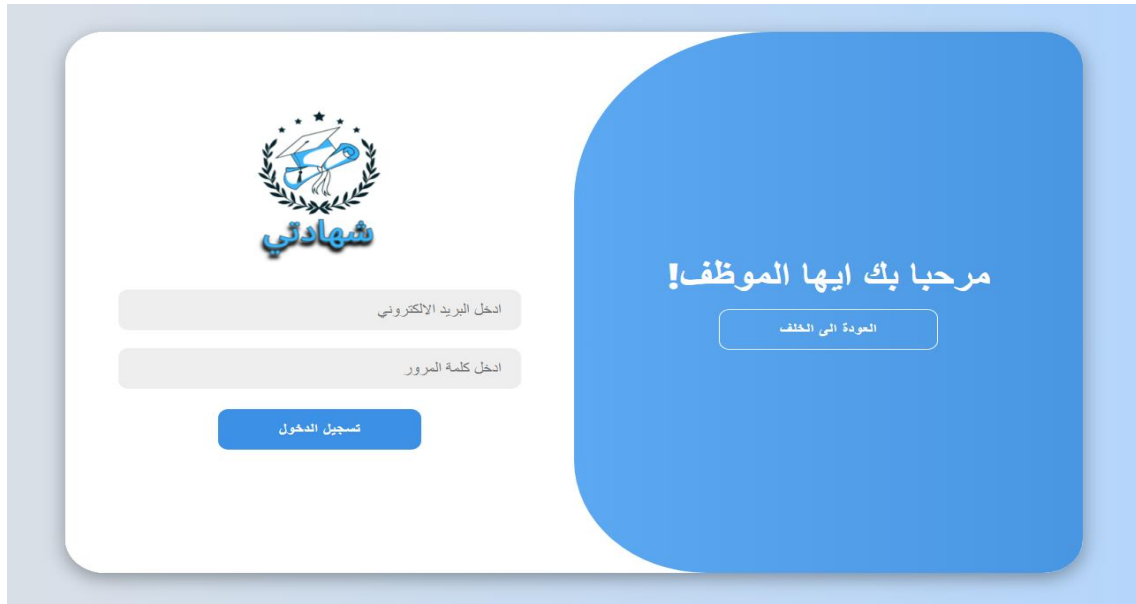 شهادتي
ادخل البريد الالكتروني
ادخل كلمة المرور
تسجيل الدخول
مرحبا بك ايها الموظف!
العودة الى الخلف